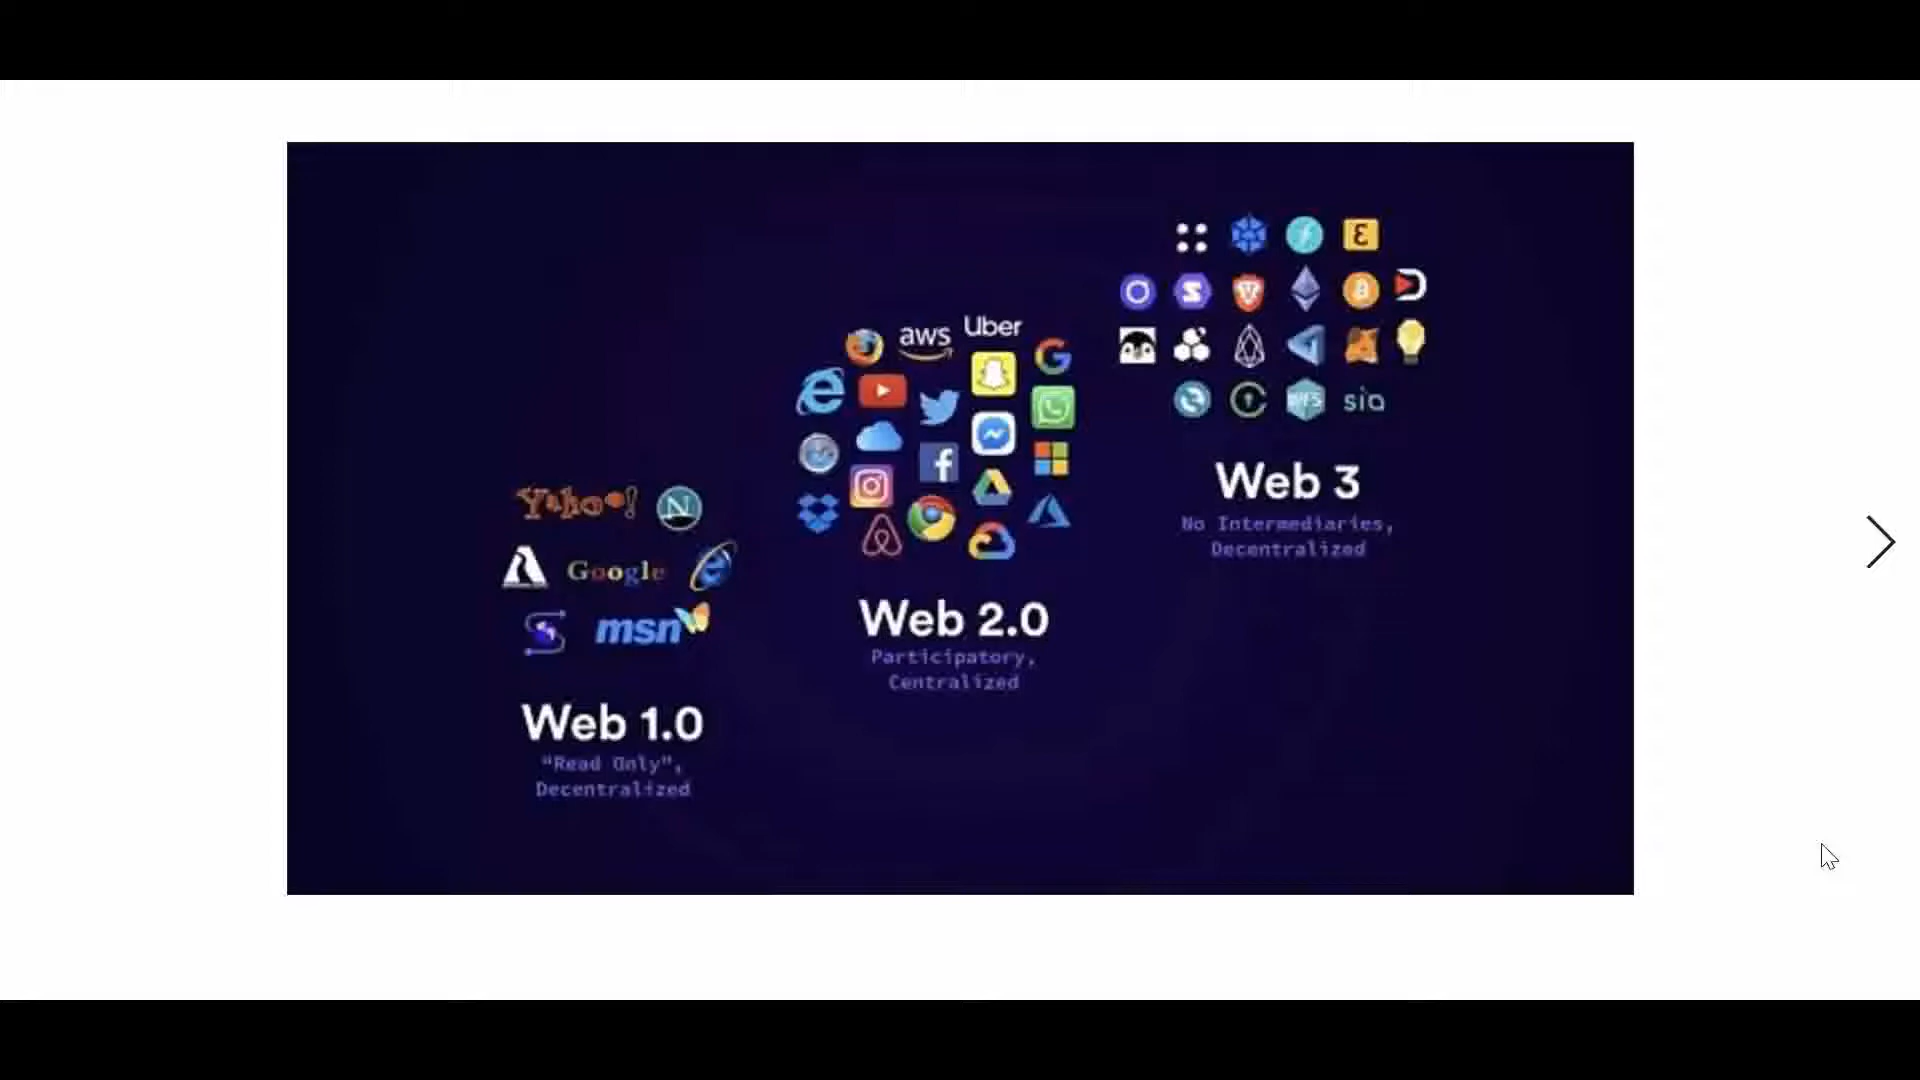 Yahoo!
N
Google
msn
Web 1.0
"Read Only",
Decentralized
aws
Uber
Web 2.0
Participatory,
Centralized
sia
Web 3
No Intermediaries,
Decentralized